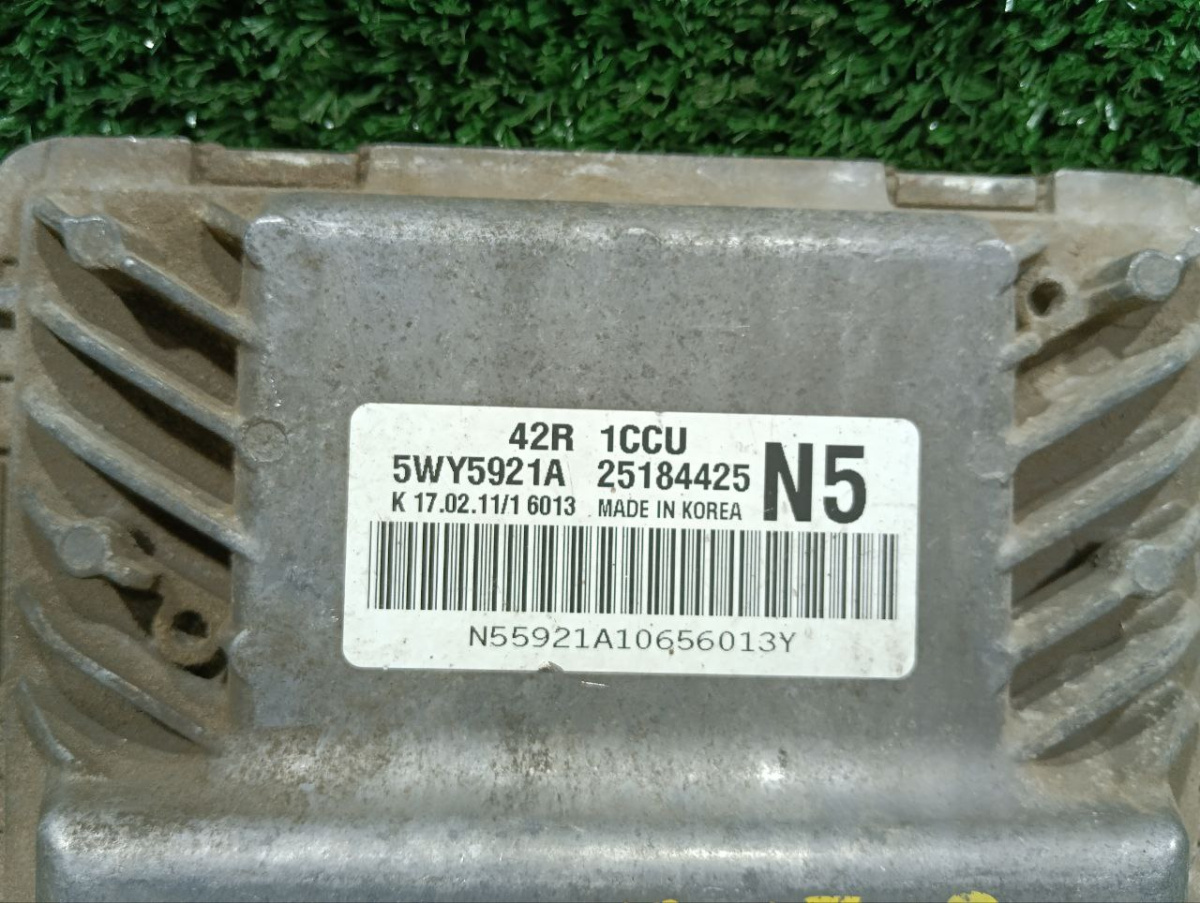 42R 1CCU
5WY5921A 25184425 N5
K 17.02.11/1 6013 MADE IN KOREA
N55921A10656013Y